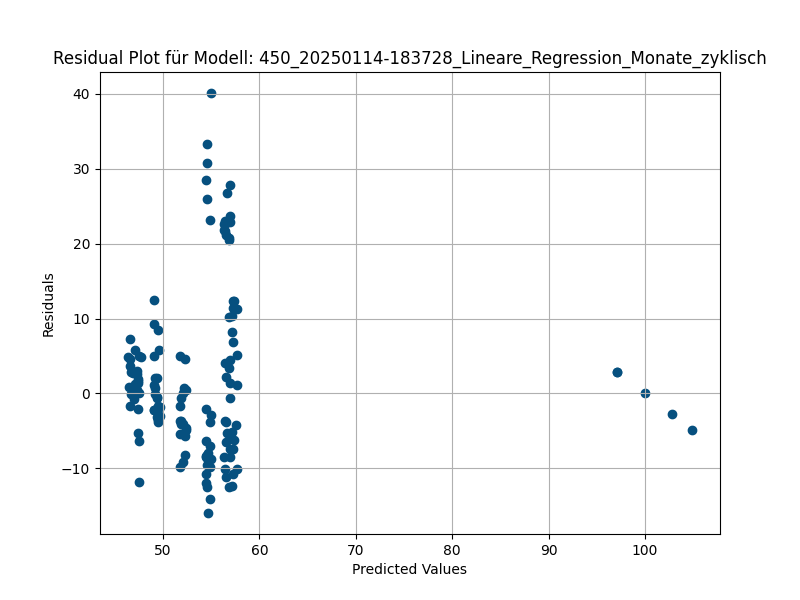 Residual Plot für Modell: 450_20250114-183728_Lineare_Regression_Monate_zyklisch
40
30
20
10
0
−10
Residuals
50 60 70 80 90 100
Predicted Values